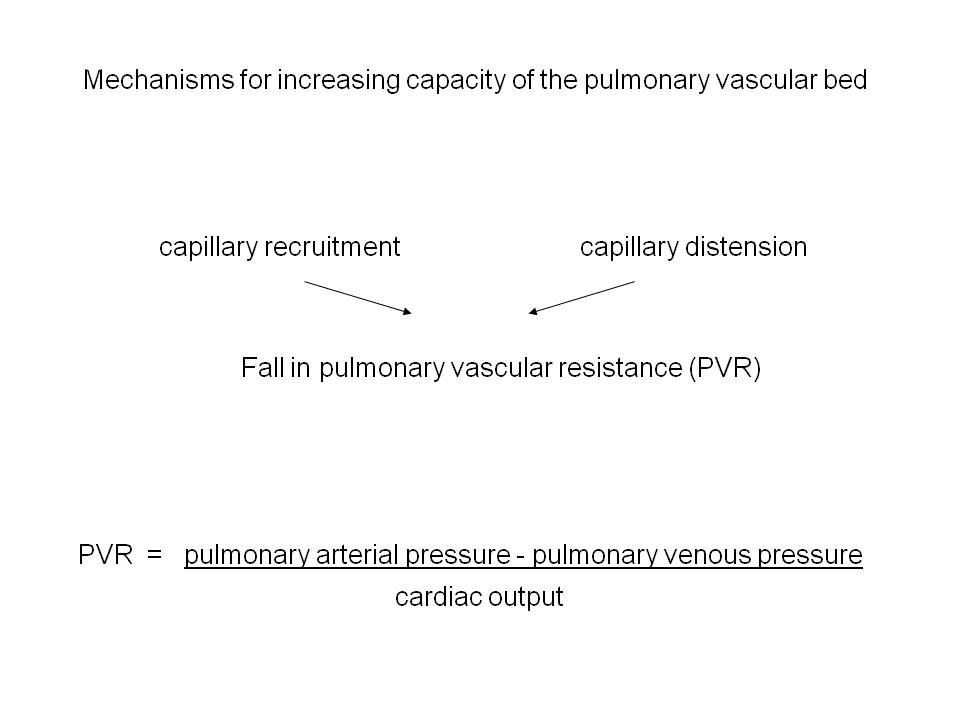 Mechanisms for increasing capacity of the pulmonary vascular bed
capillary recruitment capillary distension
Fall in pulmonary vascular resistance (PVR)
PVR = pulmonary arterial pressure - pulmonary venous pressure
cardiac output